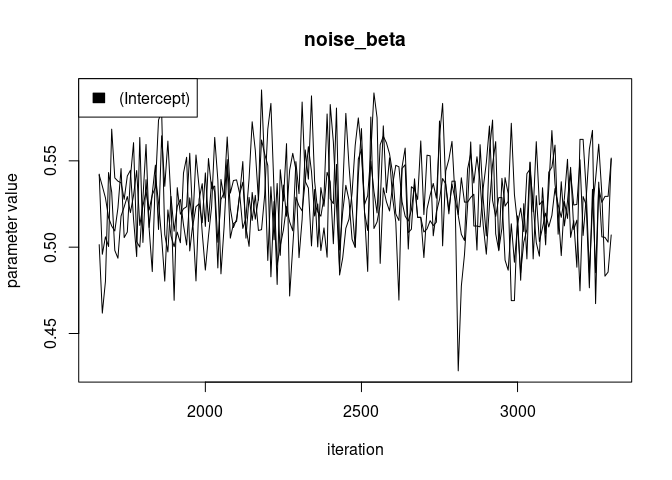 noise_beta
(Intercept)
0.55
0.50
0.45
parameter value
2000 2500 3000
iteration